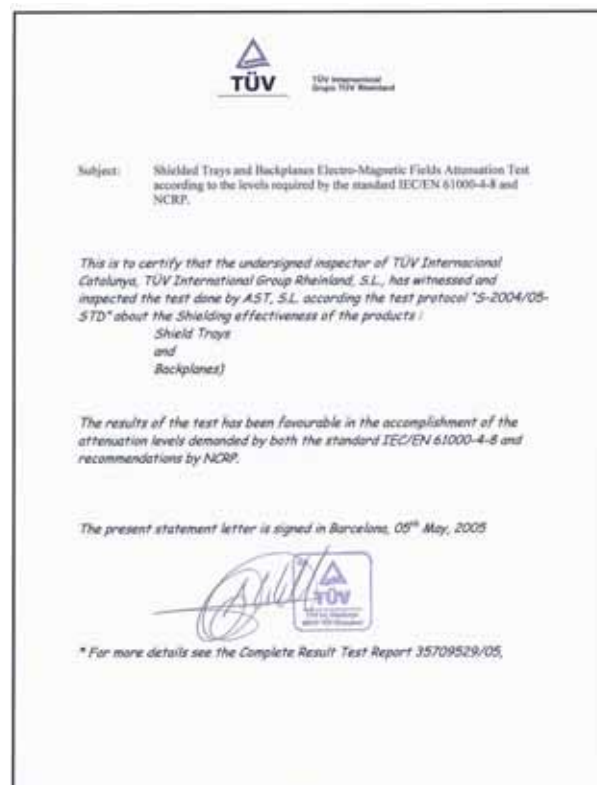 TÜV
TÜV International
Grupo TÜV Rheinland
Subject: Shielded Trays and Backplanes Electro-Magnetic Fields Attenuation Test
according to the levels required by the standard IEC/EN 61000-4-8 and
NCRP.
This is to certify that the undersigned inspector of TÜV Internacional
Catalunya, TÜV International Group Rheinland, S.L., has witnessed and
inspected the test done by AST, S.L. according the test protocol "S-2004/05-
STD" about the Shielding effectiveness of the products :
Shield Trays
and
Backplanes)
The results of the test has been favourable in the accomplishment of the
attenuation levels demanded by both the standard IEC/EN 61000-4-8 and
recommendations by NCRP.
The present statement letter is signed in Barcelona, 05th May, 2005
TÜV
* For more details see the Complete Result Test Report 35709529/05,